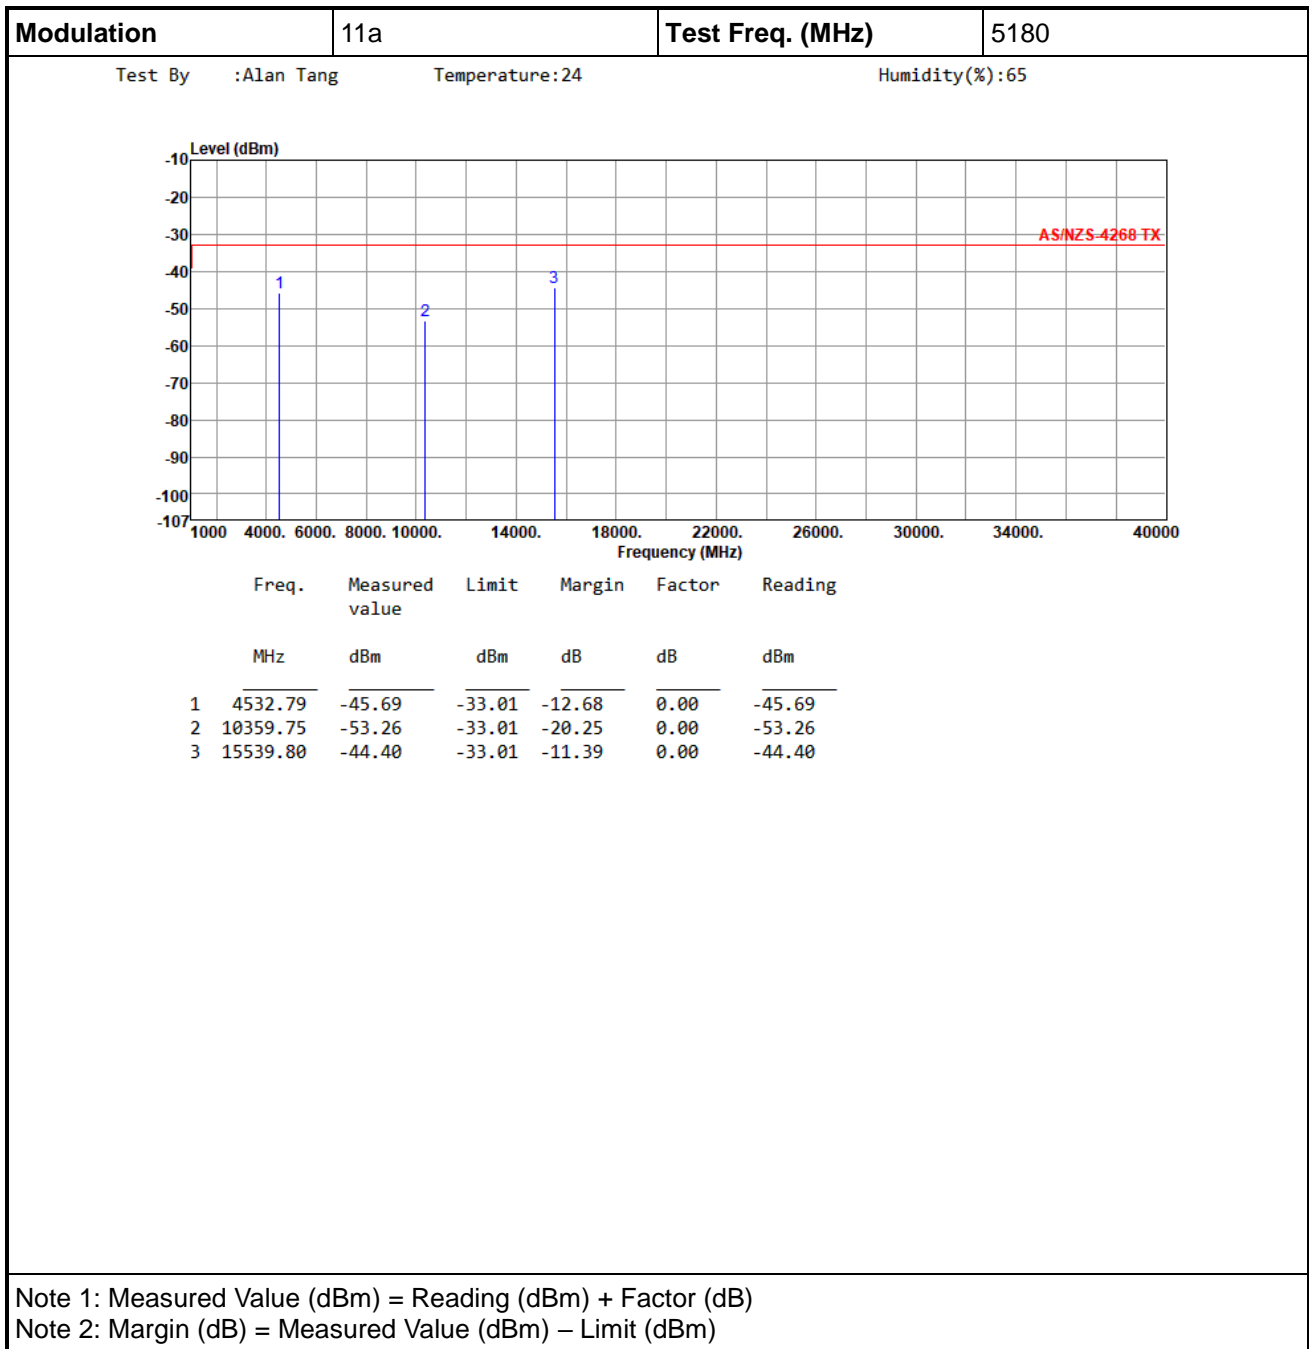 Modulation 11a Test Freq. (MHz) 5180
Test By :Alan Tang Temperature:24 Humidity(%):65
Level (dBm)
-10
-20
-30
AS/NZS-4268 TX
-40
1
3
-50
2
-60
-70
-80
-90
-100
-107
1000 4000. 6000. 8000. 10000. 14000. 18000. 22000. 26000. 30000. 34000. 40000
Frequency (MHz)
Freq. Measured Limit Margin Factor Reading
value
MHz dBm dBm dB dB dBm
1 4532.79 -45.69 -33.01 -12.68 0.00 -45.69
2 10359.75 -53.26 -33.01 -20.25 0.00 -53.26
3 15539.80 -44.40 -33.01 -11.39 0.00 -44.40
Note 1: Measured Value (dBm) = Reading (dBm) + Factor (dB)
Note 2: Margin (dB) = Measured Value (dBm) – Limit (dBm)